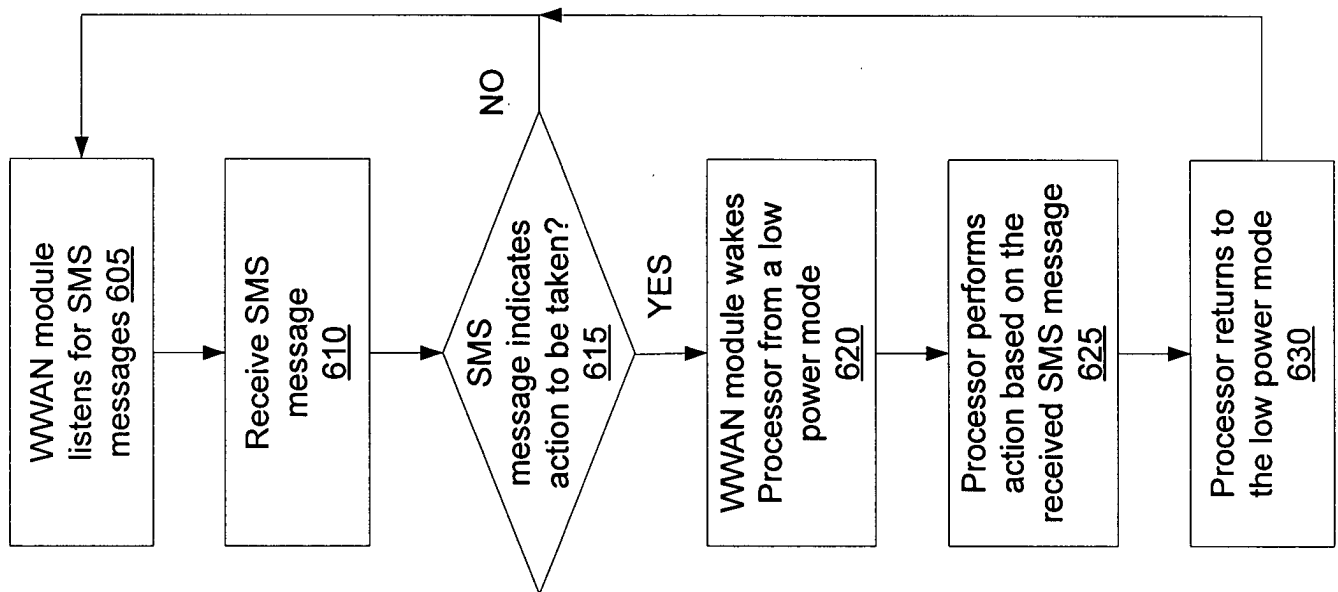 WWAN module
listens for SMS
messages 605
Receive SMS
message
610
SMS
message indicates
action to be taken?
615
NO
YES
WWAN module wakes
Processor from a low
power mode
620
Processor performs
action based on the
received SMS message
625
Processor returns to
the low power mode
630